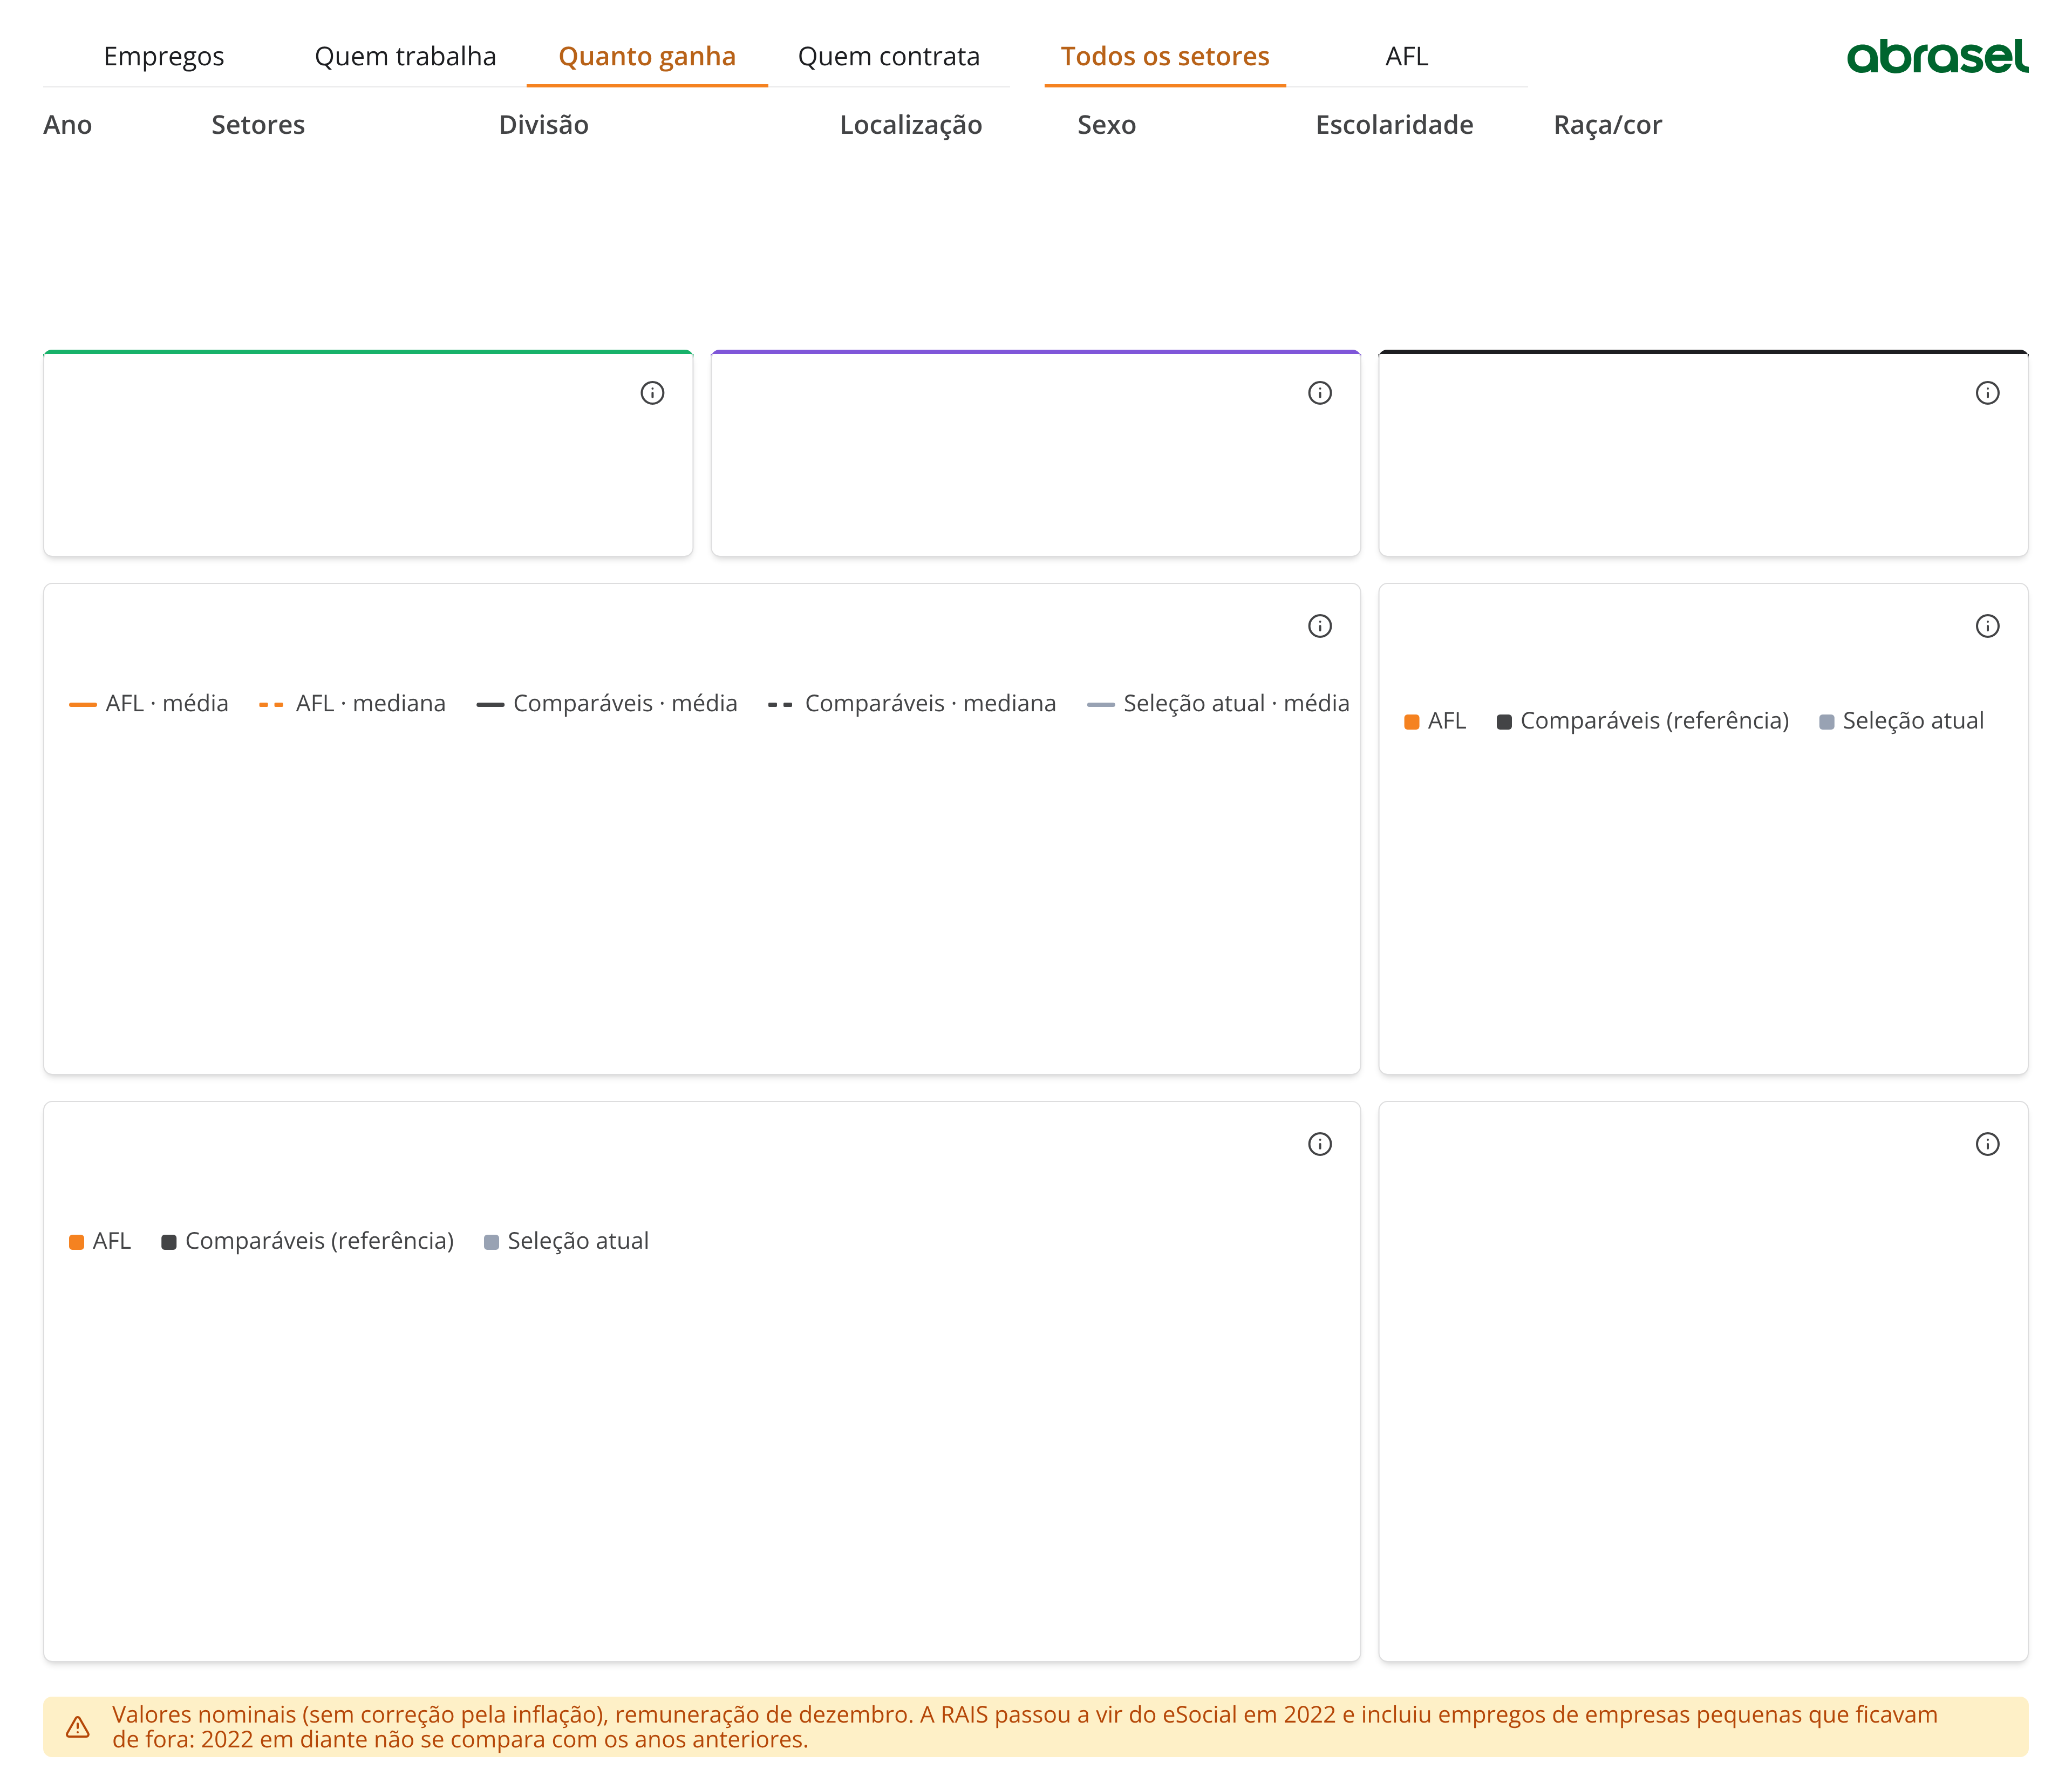 Empregos Quem trabalha Quanto ganha Quem contrata Todos os setores AFL abrasel
Ano Setores Divisão Localização Sexo Escolaridade Raça/cor
AFL · média AFL · mediana Comparáveis · média Comparáveis · mediana Seleção atual · média
AFL Comparáveis (referência) Seleção atual
AFL Comparáveis (referência) Seleção atual
Valores nominais (sem correção pela inflação), remuneração de dezembro. A RAIS passou a vir do eSocial em 2022 e incluiu empregos de empresas pequenas que ficavam
de fora: 2022 em diante não se compara com os anos anteriores.